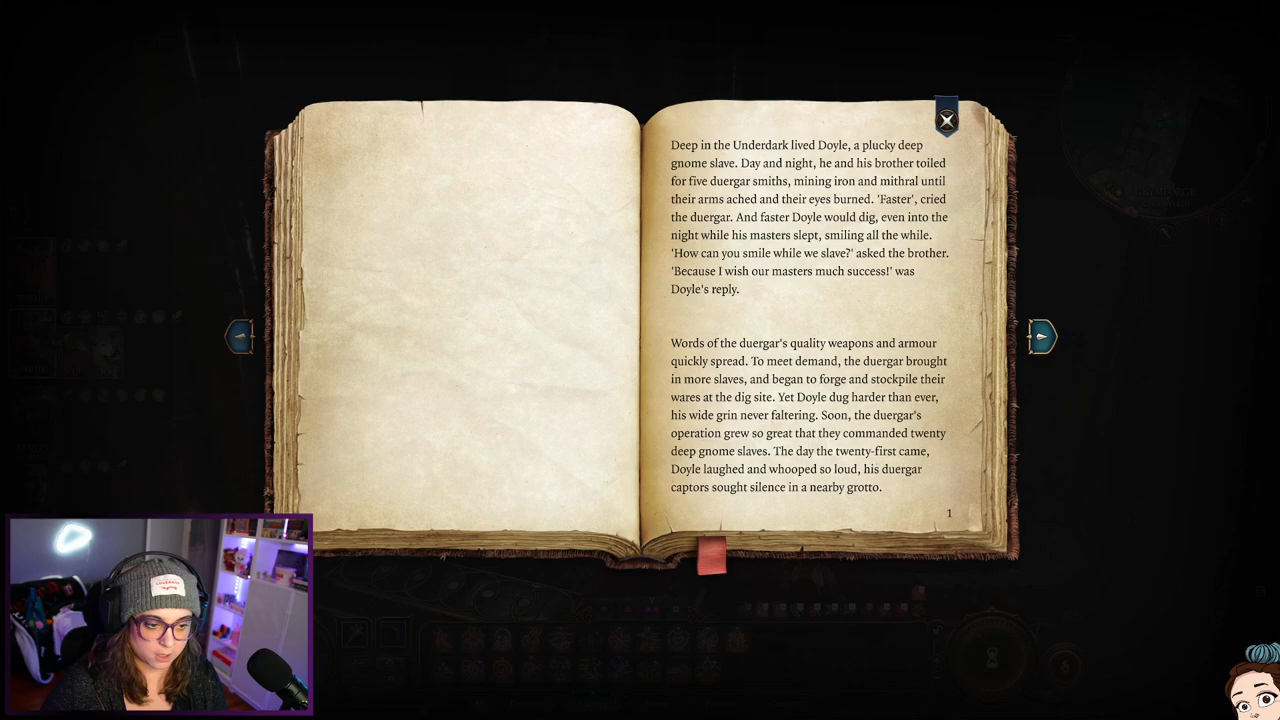 Deep in the Underdark lived Doyle, a plucky deep
gnome slave. Day and night, he and his brother toiled
for five duergar smiths, mining iron and mithral until
their arms ached and their eyes burned. 'Faster', cried
the duergar. And faster Doyle would dig, even into the
night while his masters slept, smiling all the while.
'How can you smile while we slave?' asked the brother.
'Because I wish our masters much success!' was
Doyle's reply.
Words of the duergar's quality weapons and armour
quickly spread. To meet demand, the duergar brought
in more slaves, and began to forge and stockpile their
wares at the dig site. Yet Doyle dug harder than ever,
his wide grin never faltering. Soon, the duergar's
operation grew so great that they commanded twenty
deep gnome slaves. The day the twenty-first came,
Doyle laughed and whooped so loud, his duergar
captors sought silence in a nearby grotto.
1